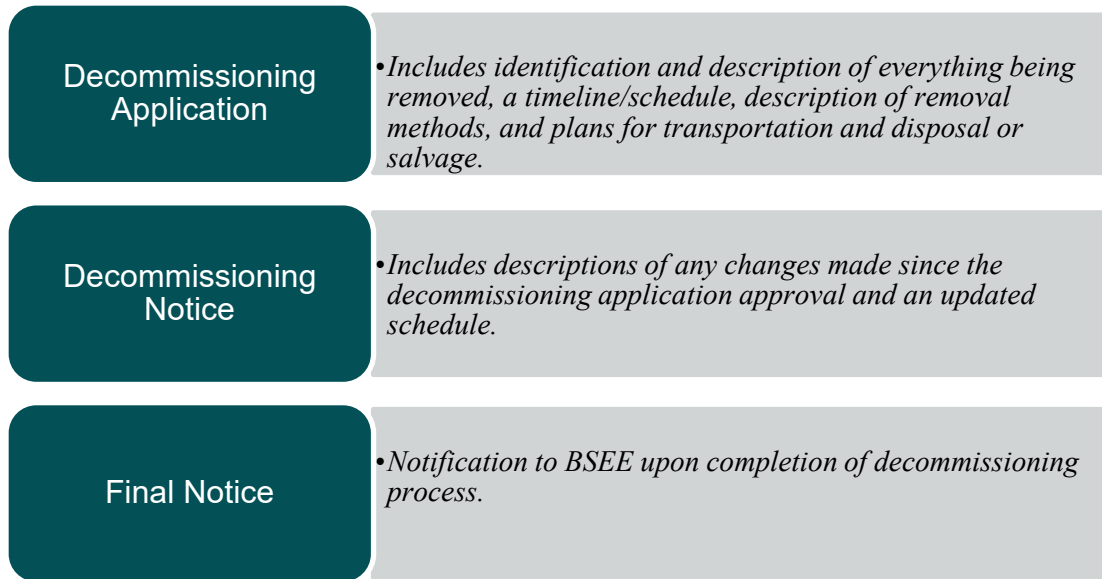 Decommissioning
Application
•Includes identification and description of everything being
removed, a timeline/schedule, description of removal
methods, and plans for transportation and disposal or
salvage.
Decommissioning
Notice
•Includes descriptions of any changes made since the
decommissioning application approval and an updated
schedule.
Final Notice
•Notification to BSEE upon completion of decommissioning
process.